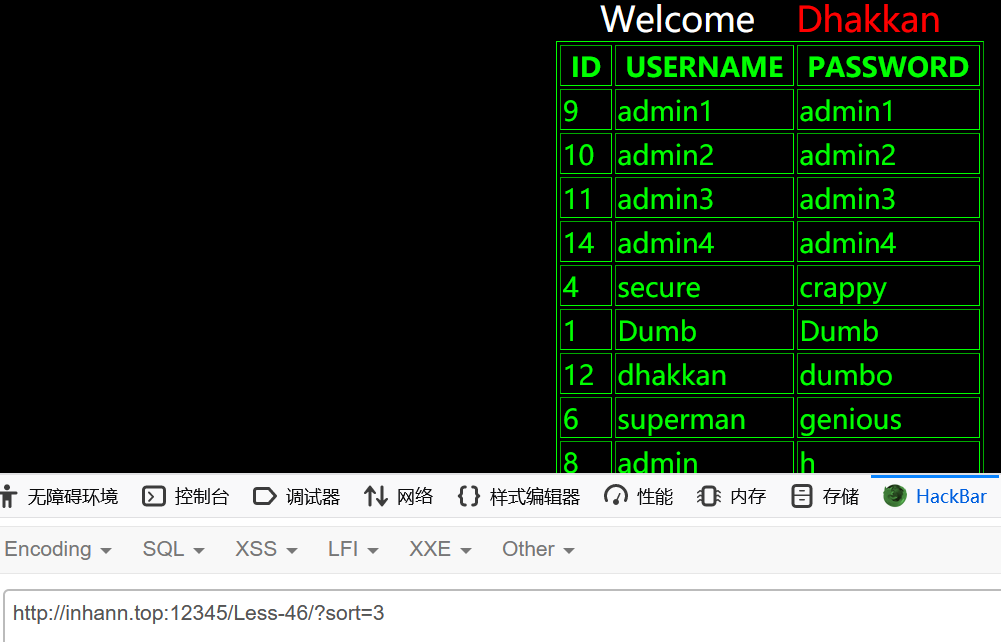 Welcome Dhakkan
ID USERNAME PASSWORD
9 admin1 admin1
10 admin2 admin2
11 admin3 admin3
14 admin4 admin4
4 secure crappy
1 Dumb Dumb
12 dhakkan dumbo
6 superman genious
8 admin h
无障碍环境 控制台 调试器 网络 样式编辑器 性能 内存 存储 HackBar
Encoding SQL XSS LFI XXE Other
http://inhann.top:12345/Less-46/?sort=3